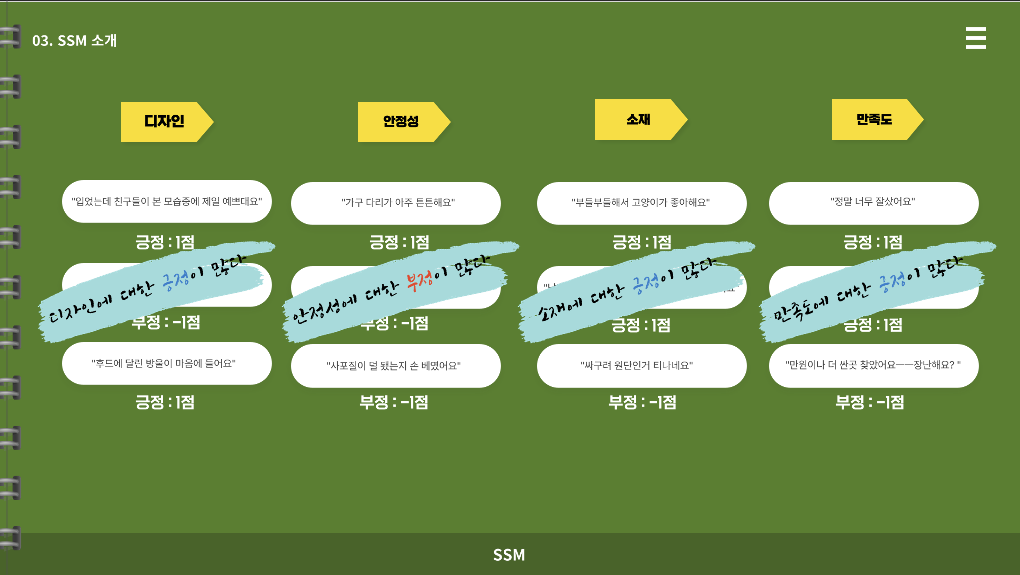 03. SSM 소개
디자인
안정성
소재
만족도
"입었는데 친구들이 본 모습중에 제일 예쁘대요"
"기구 다리가 아주 튼튼해요"
"부들부들해서 고양이가 좋아해요"
"정말 너무 잘샀어요"
긍정 : 1점
긍정 : 1점
긍정 : 1점
긍정 : 1점
디자인에 대한 긍정이 많다
안정성에 대한 부정이 많다
소재에 대한 긍정이 많다
만족도에 대한 긍정이 많다
부정 : -1점
부정 : -1점
긍정 : 1점
긍정 : 1점
"후드에 달린 방울이 마음에 들어요"
"사포질이 덜 됐는지 손 베였어요"
"싸구려 원단인거 티나네요"
"만원이나 더 싼곳 찾았어요ㅡㅡ장난해요? "
긍정 : 1점
부정 : -1점
부정 : -1점
부정 : -1점
SSM